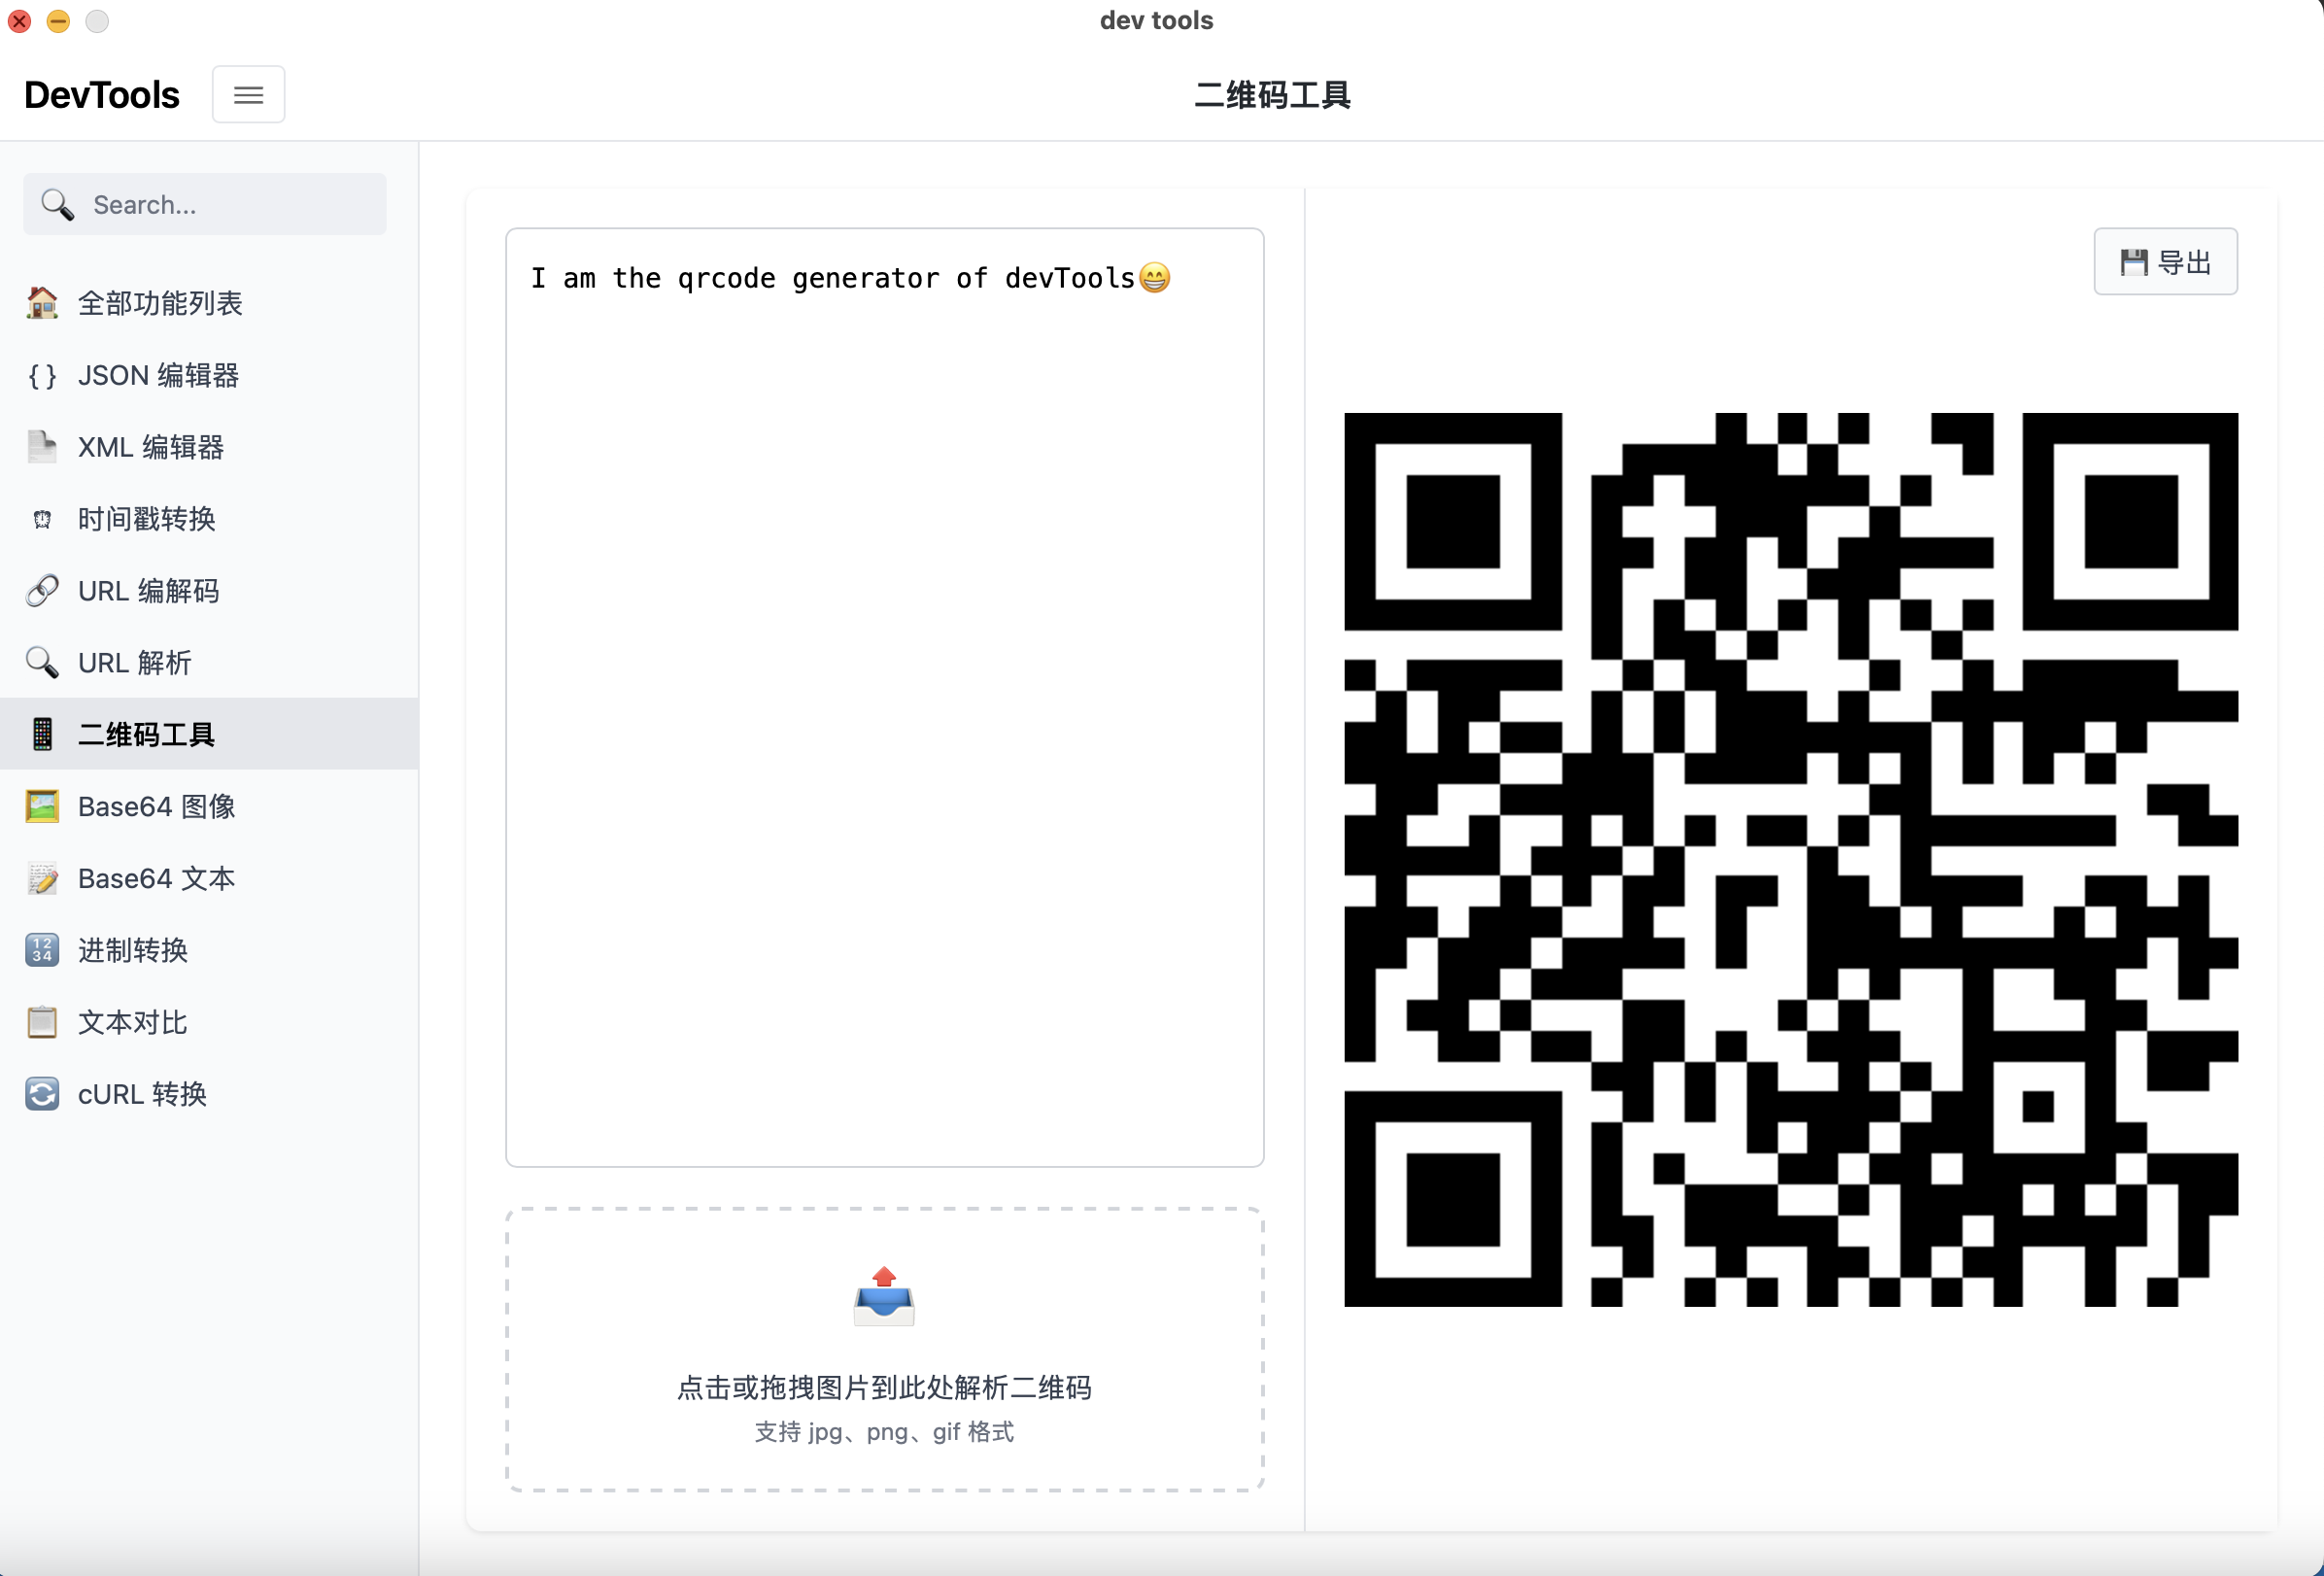 dev tools
DevTools
二维码工具
Search...
全部功能列表
{ } JSON 编辑器
XML 编辑器
时间戳转换
URL 编解码
URL 解析
二维码工具
Base64 图像
Base64 文本
进制转换
文本对比
cURL 转换
I am the qrcode generator of devTools😁
点击或拖拽图片到此处解析二维码
支持 jpg、png、gif 格式
💾 导出